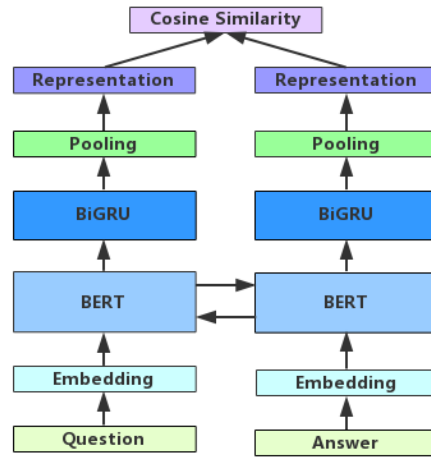 Cosine Similarity
Representation
Representation
Pooling
Pooling
BiGRU
BiGRU
BERT
BERT
Embedding
Embedding
Question
Answer